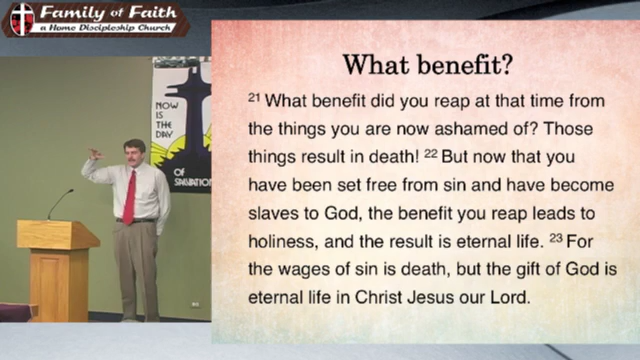 Family of Faith
a Home Discipleship Church
NOW
IS
THE
DAY
OF
SALVATION
What benefit?
21 What benefit did you reap at that time from
the things you are now ashamed of? Those
things result in death! 22 But now that you
have been set free from sin and have become
slaves to God, the benefit you reap leads to
holiness, and the result is eternal life. 23 For
the wages of sin is death, but the gift of God is
eternal life in Christ Jesus our Lord.